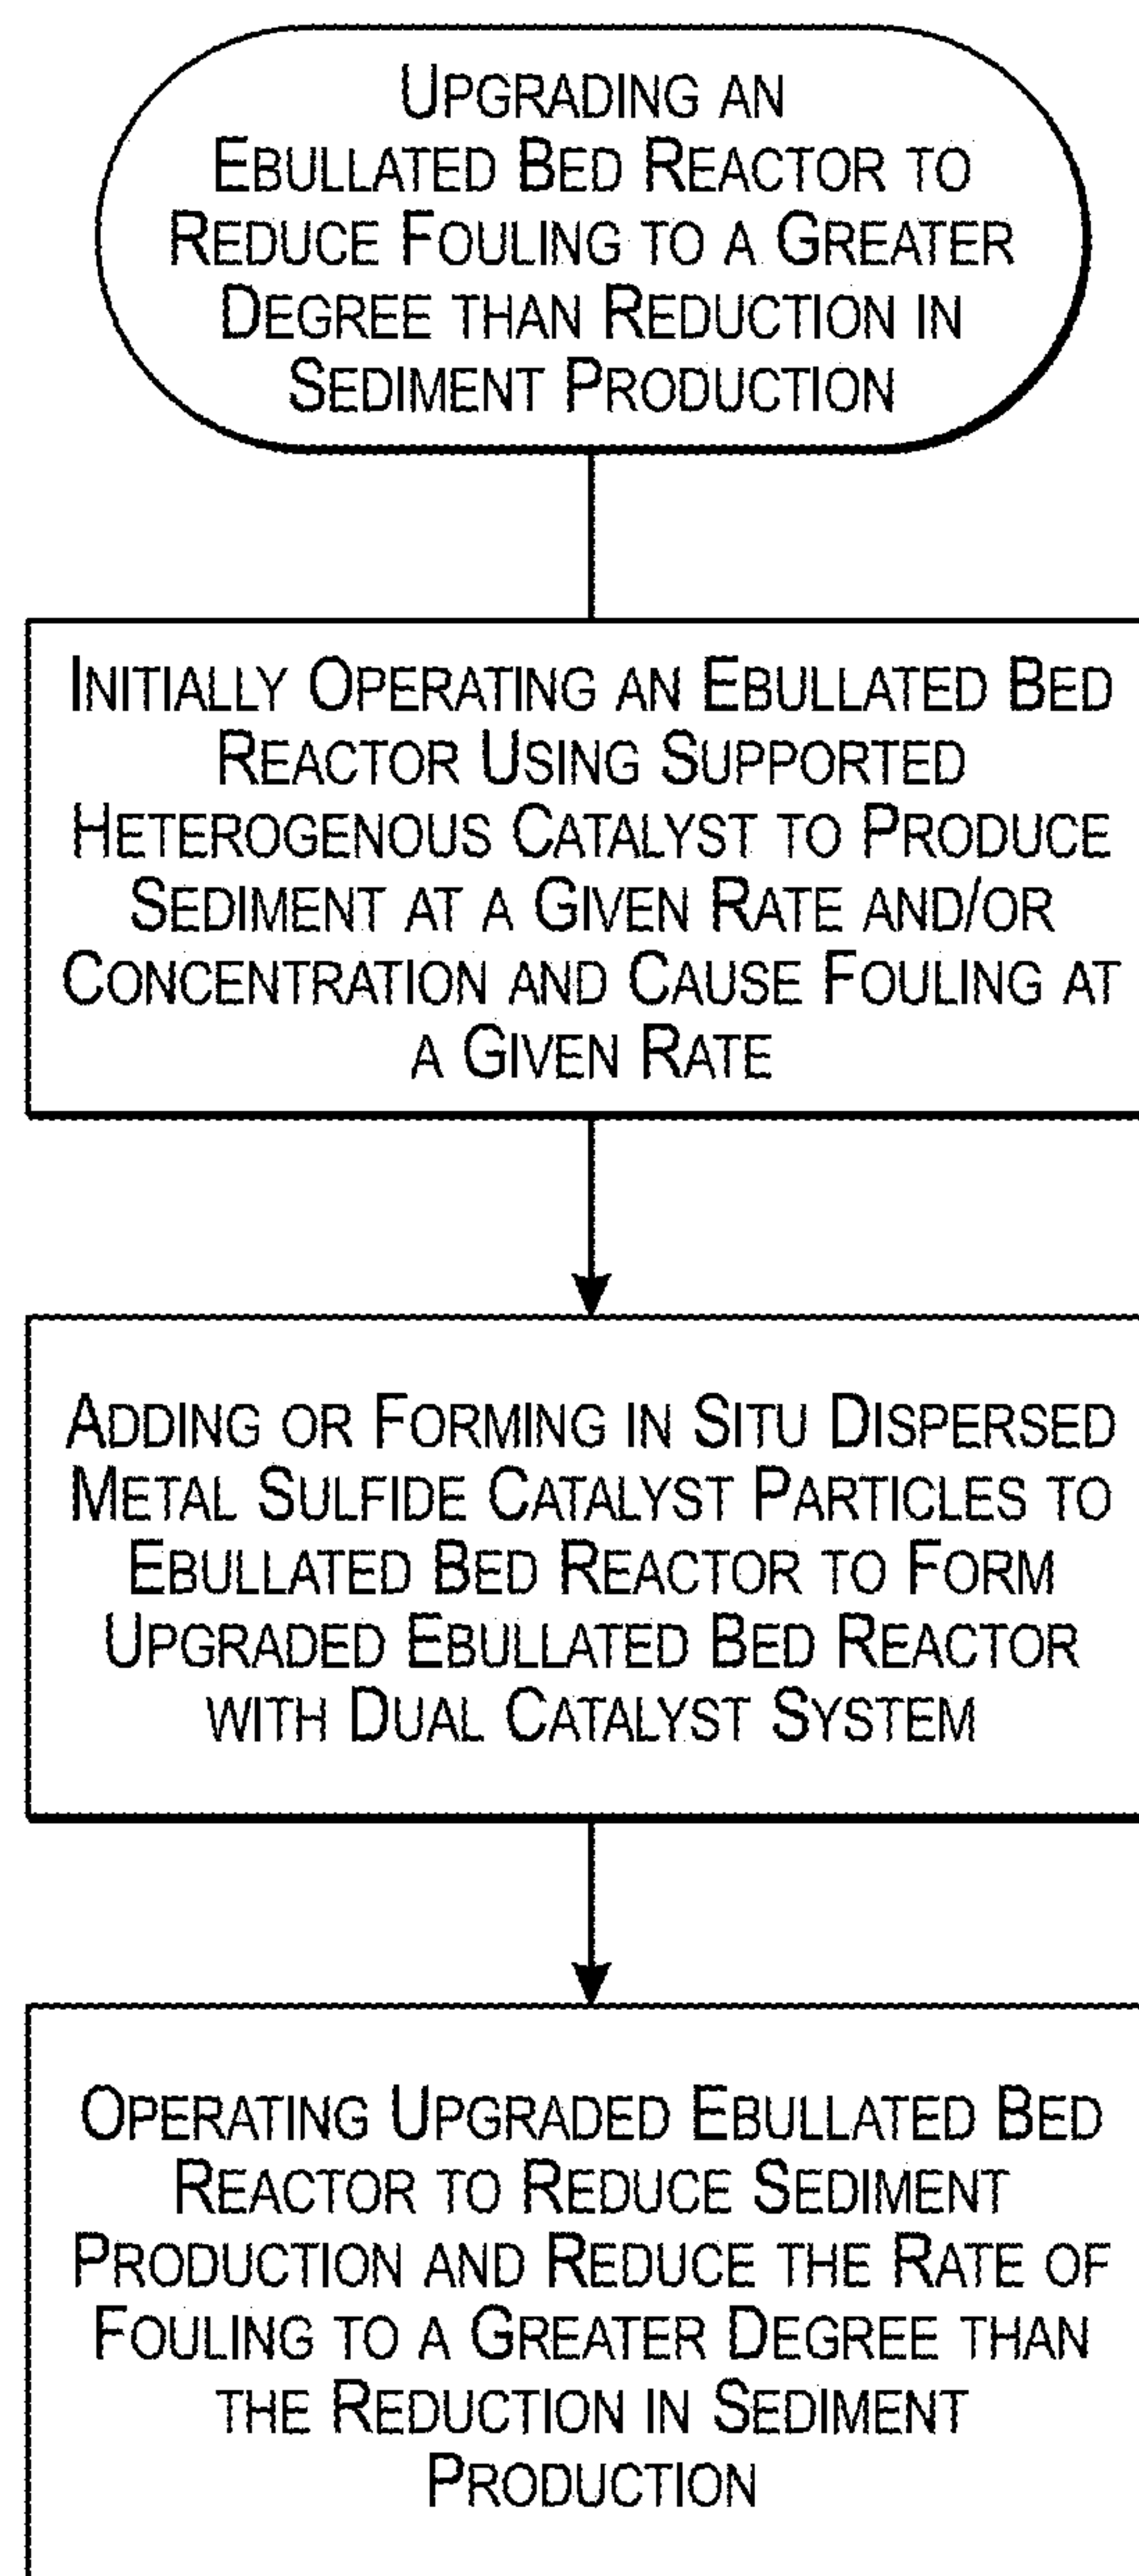 UPGRADING AN
EBULLATED BED REACTOR TO
REDUCE FOULING TO A GREATER
DEGREE THAN REDUCTION IN
SEDIMENT PRODUCTION
INITIALLY OPERATING AN EBULLATED BED
REACTOR USING SUPPORTED
HETEROGENOUS CATALYST TO PRODUCE
SEDIMENT AT A GIVEN RATE AND/OR
CONCENTRATION AND CAUSE FOULING AT
A GIVEN RATE
ADDING OR FORMING IN SITU DISPERSED
METAL SULFIDE CATALYST PARTICLES TO
EBULLATED BED REACTOR TO FORM
UPGRADED EBULLATED BED REACTOR
WITH DUAL CATALYST SYSTEM
OPERATING UPGRADED EBULLATED BED
REACTOR TO REDUCE SEDIMENT
PRODUCTION AND REDUCE THE RATE OF
FOULING TO A GREATER DEGREE THAN
THE REDUCTION IN SEDIMENT
PRODUCTION